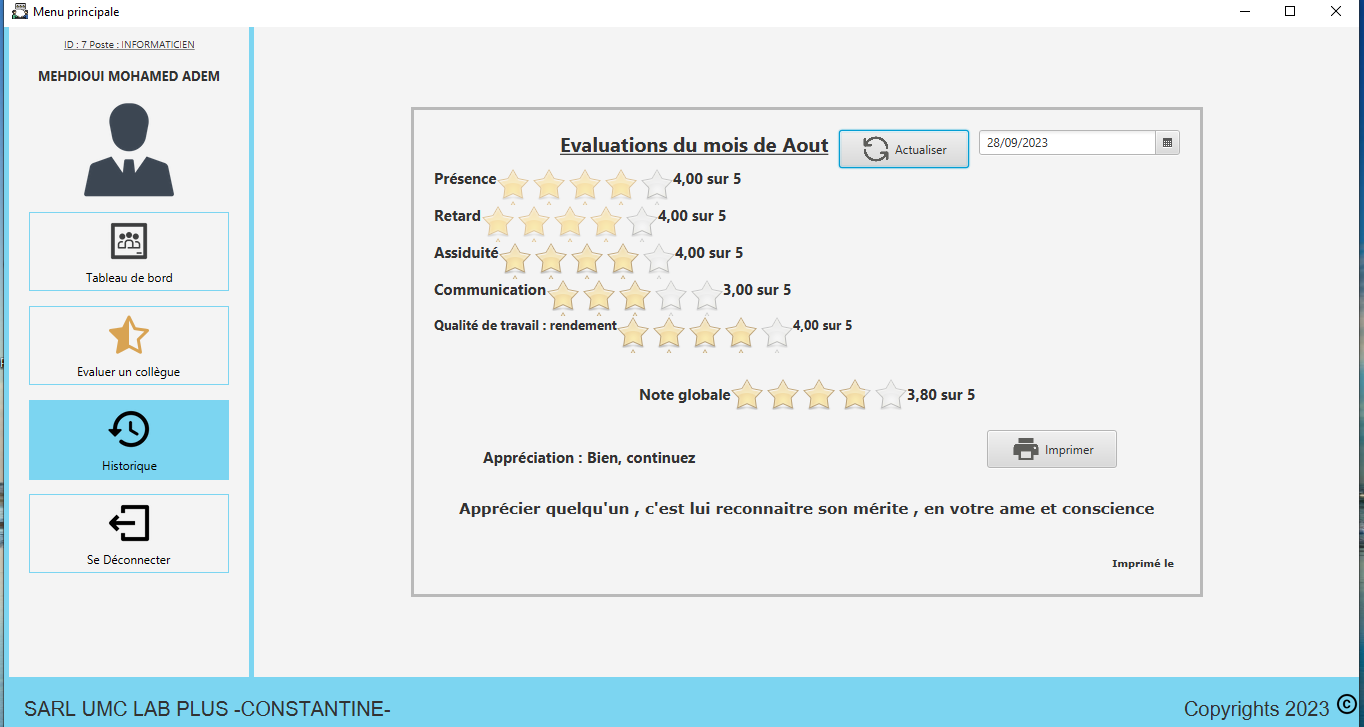 Menu principale
ID : 7 Poste : INFORMATICIEN
MEHDIOUI MOHAMED ADEM
Tableau de bord
Evaluer un collègue
Historique
Se Déconnecter
Evaluations du mois de Aout
Actualiser
28/09/2023
Présence 4,00 sur 5
Retard 4,00 sur 5
Assiduité 4,00 sur 5
Communication 3,00 sur 5
Qualité de travail : rendement 4,00 sur 5
Note globale 3,80 sur 5
Appréciation : Bien, continuez
Imprimer
Apprécier quelqu'un , c'est lui reconnaitre son mérite , en votre ame et conscience
Imprimé le
SARL UMC LAB PLUS -CONSTANTINE-
Copyrights 2023 ©